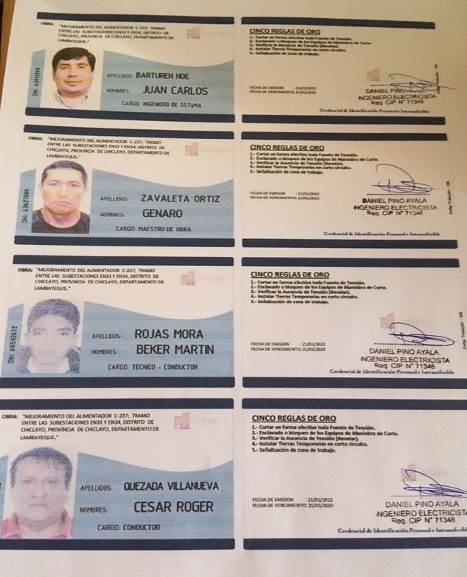 OBRA: "MEJORAMIENTO DEL ALIMENTADOR C-237; TRAMO
ENTRE LAS SUBESTACIONES EN33 Y EN34, DISTRITO DE
CHICLAYO, PROVINCIA DE CHICLAYO, DEPARTAMENTO DE
LAMBAYEQUE."
APELLIDOS: BARTUREN NOE
NOMBRES: JUAN CARLOS
CARGO: INGENIERO DE SSTyMA
CINCO REGLAS DE ORO
1.- Cortar en forma efectiva toda Fuente de Tensión.
2.- Enclavado o bloqueo de los Equipos de Maniobra de Corte.
3.- Verificar la Ausencia de Tensión (Revelar).
4.- Instalar Tierras Temporarias en corto circuito.
5.- Señalización de zona de trabajo.
FECHA DE EMISION : 21/01/2022
FECHA DE VENCIMIENTO: 21/01/2023
DANIEL PINO AYALA
INGENIERO ELECTRICISTA
Reg. CIP N° 71346
Credencial de Identificación Personal e Intransferible
OBRA: "MEJORAMIENTO DEL ALIMENTADOR C-237; TRAMO
ENTRE LAS SUBESTACIONES EN33 Y EN34, DISTRITO DE
CHICLAYO, PROVINCIA DE CHICLAYO, DEPARTAMENTO DE
LAMBAYEQUE."
APELLIDOS: ZAVALETA ORTIZ
NOMBRES: GENARO
CARGO: MAESTRO DE OBRA
CINCO REGLAS DE ORO
1.- Cortar en forma efectiva toda Fuente de Tensión.
2.- Enclavado o bloqueo de los Equipos de Maniobra de Corte.
3.- Verificar la Ausencia de Tensión (Revelar).
4.- Instalar Tierras Temporarias en corto circuito.
5.- Señalización de zona de trabajo.
FECHA DE EMISION : 21/01/2022
FECHA DE VENCIMIENTO: 21/01/2023
DANIEL PINO AYALA
INGENIERO ELECTRICISTA
Reg. CIP N° 71346
Credencial de Identificación Personal e Intransferible
OBRA: "MEJORAMIENTO DEL ALIMENTADOR C-237; TRAMO
ENTRE LAS SUBESTACIONES EN33 Y EN34, DISTRITO DE
CHICLAYO, PROVINCIA DE CHICLAYO, DEPARTAMENTO DE
LAMBAYEQUE."
APELLIDOS: ROJAS MORA
NOMBRES: BEKER MARTIN
CARGO: TECNICO - CONDUCTOR
CINCO REGLAS DE ORO
1.- Cortar en forma efectiva toda Fuente de Tensión.
2.- Enclavado o bloqueo de los Equipos de Maniobra de Corte.
3.- Verificar la Ausencia de Tensión (Revelar).
4.- Instalar Tierras Temporarias en corto circuito.
5.- Señalización de zona de trabajo.
FECHA DE EMISION : 21/01/2022
FECHA DE VENCIMIENTO: 21/01/2023
DANIEL PINO AYALA
INGENIERO ELECTRICISTA
Reg. CIP N° 71346
Credencial de Identificación Personal e Intransferible
OBRA: "MEJORAMIENTO DEL ALIMENTADOR C-237; TRAMO
ENTRE LAS SUBESTACIONES EN33 Y EN34, DISTRITO DE
CHICLAYO, PROVINCIA DE CHICLAYO, DEPARTAMENTO DE
LAMBAYEQUE."
APELLIDOS: QUEZADA VILLANUEVA
NOMBRES: CESAR ROGER
CARGO: CONDUCTOR
CINCO REGLAS DE ORO
1.- Cortar en forma efectiva toda Fuente de Tensión.
2.- Enclavado o bloqueo de los Equipos de Maniobra de Corte.
3.- Verificar la Ausencia de Tensión (Revelar).
4.- Instalar Tierras Temporarias en corto circuito.
5.- Señalización de zona de trabajo.
FECHA DE EMISION : 21/01/2022
FECHA DE VENCIMIENTO: 21/01/2023
DANIEL PINO AYALA
INGENIERO ELECTRICISTA
Reg. CIP N° 71346
Credencial de Identificación Personal e Intransferible